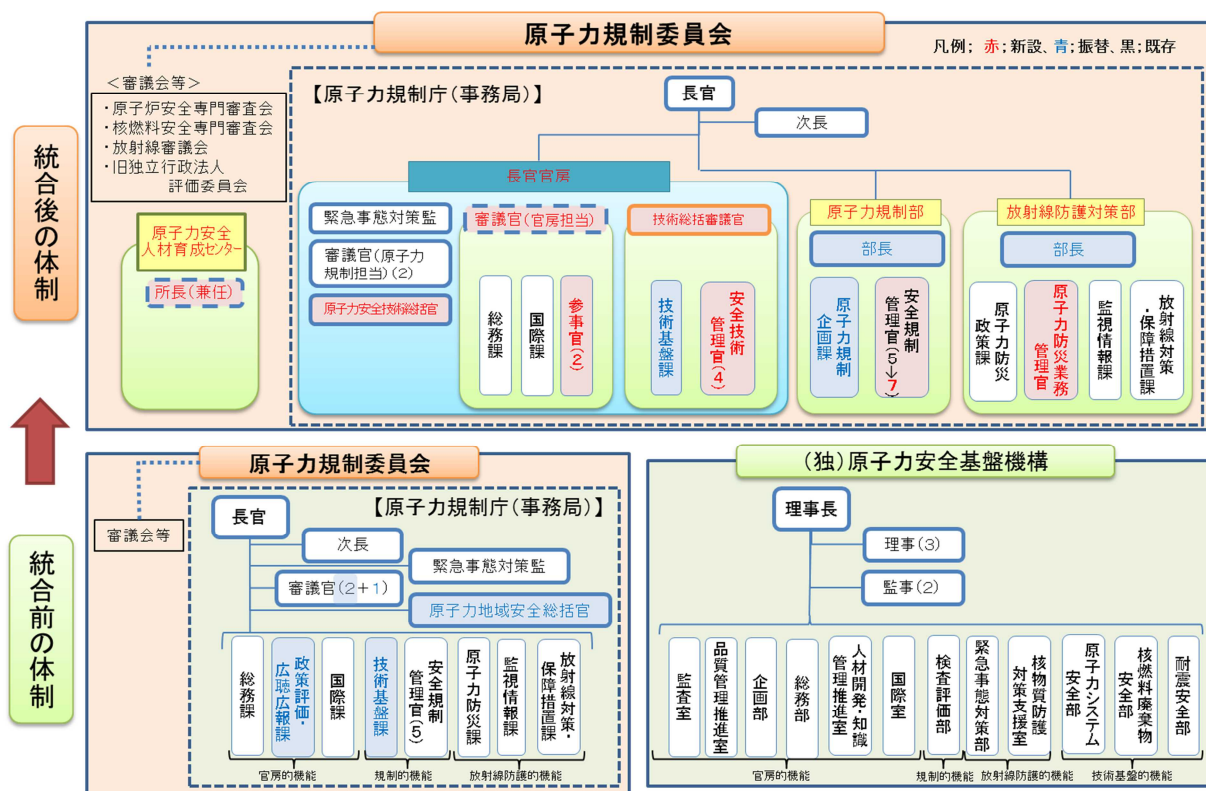 原子力規制委員会
凡例； 赤；新設、青；振替、黒；既存
＜審議会等＞
・原子炉安全専門審査会
・核燃料安全専門審査会
・放射線審議会
・旧独立行政法人
評価委員会
【原子力規制庁（事務局）】
長官
次長
統合後の体制
原子力安全
人材育成センター
所長（兼任）
長官官房
緊急事態対策監
審議官（原子力
規制担当）（2）
原子力安全技術総括官
審議官（官房担当）
総務課
国際課
参事官（2）
技術総括審議官
技術基盤課
安全技術
管理官（4）
原子力規制部
部長
原子力規制
企画課
安全規制
管理官（5→7）
放射線防護対策部
部長
原子力防災
政策課
原子力防災業務
管理官
監視情報課
放射線対策
・保障措置課
統合前の体制
原子力規制委員会
審議会等
【原子力規制庁（事務局）】
長官
次長
緊急事態対策監
審議官（2＋1）
原子力地域安全総括官
総務課
政策評価・
広聴広報課
国際課
技術基盤課
安全規制
管理官（5）
原子力防災課
監視情報課
放射線対策・
保障措置課
官房的機能
規制的機能
放射線防護的機能
（独）原子力安全基盤機構
理事長
理事（3）
監事（2）
監査室
品質管理推進室
企画部
総務部
人材開発・知識
管理推進室
国際室
検査評価部
緊急事態対策部
核物質防護
対策支援室
原子力システム
安全部
核燃料廃棄物
安全部
耐震安全部
官房的機能
規制的機能
放射線防護的機能
技術基盤的機能